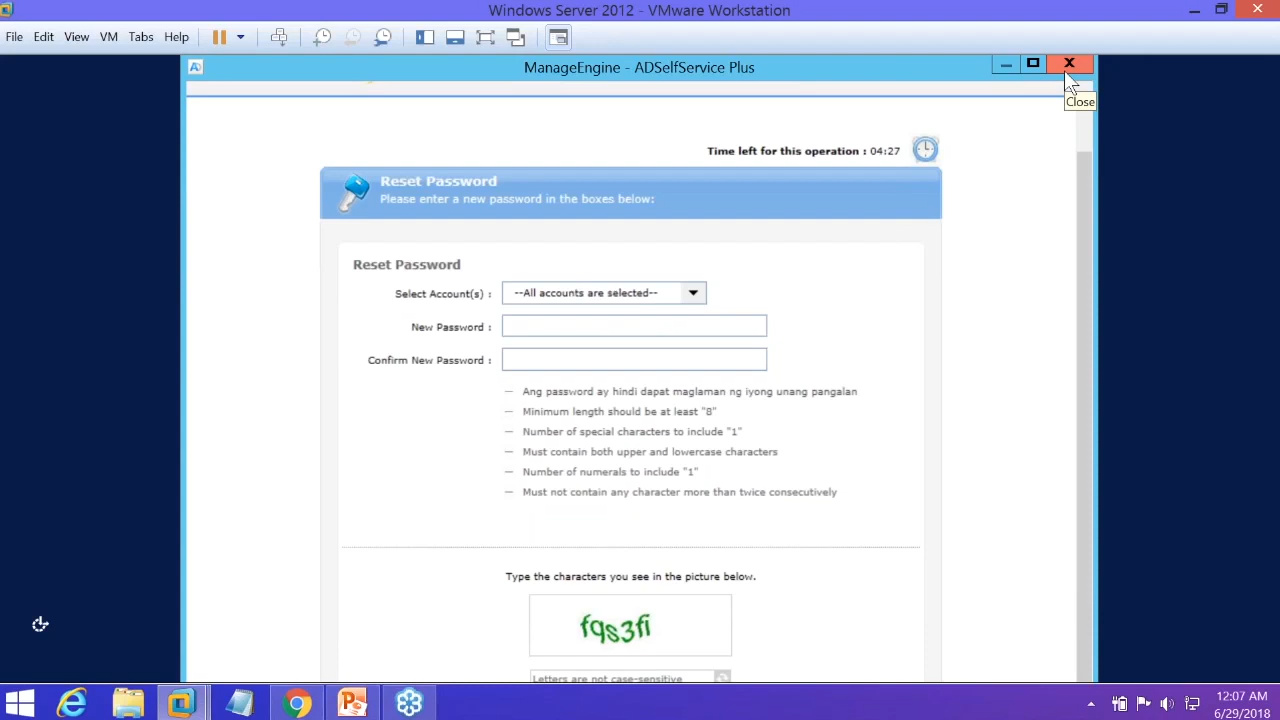 Windows Server 2012 - VMware Workstation
File Edit View VM Tabs Help
ManageEngine - ADSelfService Plus
Close
Time left for this operation : 04:27
Reset Password
Please enter a new password in the boxes below:
Reset Password
Select Account(s) : --All accounts are selected--
New Password :
Confirm New Password :
Ang password ay hindi dapat maglaman ng iyong unang pangalan
Minimum length should be at least "8"
Number of special characters to include "1"
Must contain both upper and lowercase characters
Number of numerals to include "1"
Must not contain any character more than twice consecutively
Type the characters you see in the picture below.
fqs3fi
Letters are not case-sensitive
12:07 AM
6/29/2018